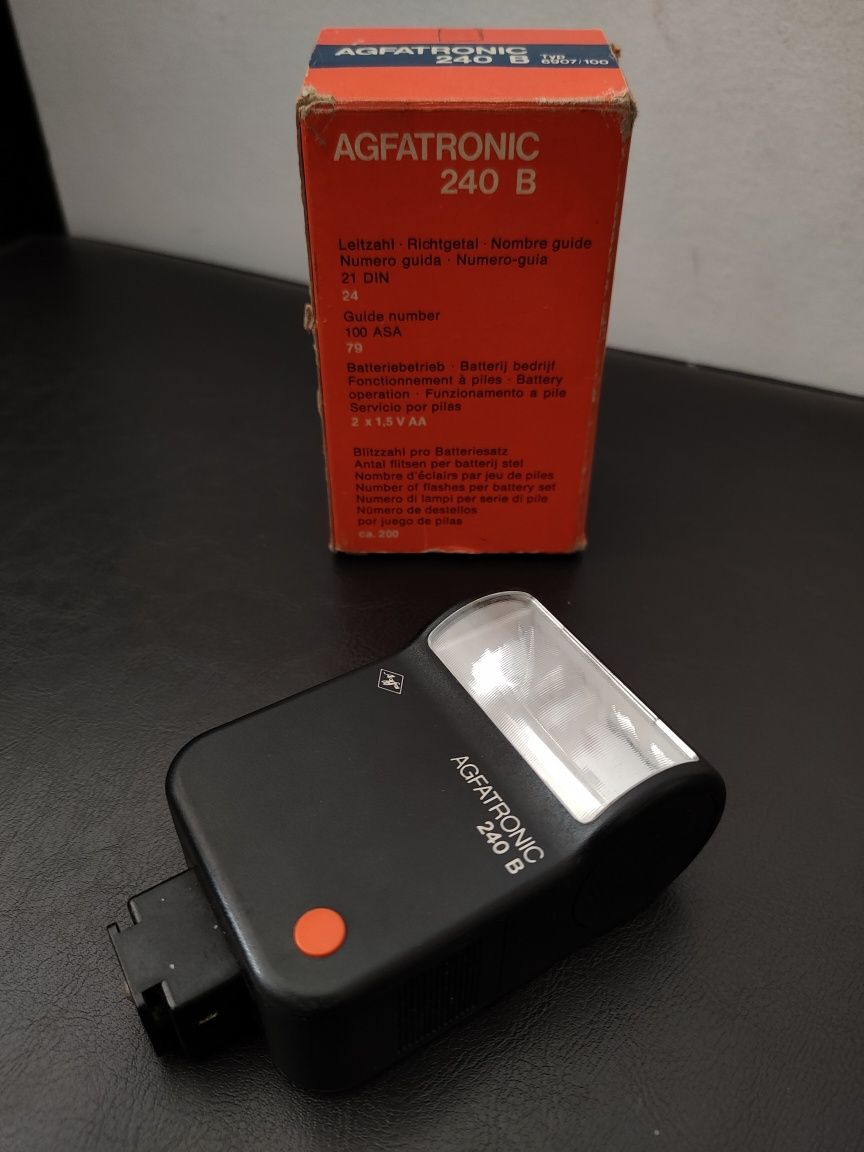 AGFATRONIC
240 B TYP
6907/100
AGFATRONIC
240 B
Leitzahl · Richtgetal · Nombre guide
Numero guida · Numero-guia
21 DIN
24
Guide number
100 ASA
79
Batteriebetrieb · Batterij bedrijf
Fonctionnement à piles · Battery
operation · Funzionamento a pile
Servicio por pilas
2 x 1,5 V AA
Blitzzahl pro Batteriesatz
Antal flitsen per batterij stel
Nombre d'éclairs par jeu de piles
Number of flashes per battery set
Numero di lampi per serie di pile
Número de destellos
por juego de pilas
ca. 200
AGFATRONIC
240 B